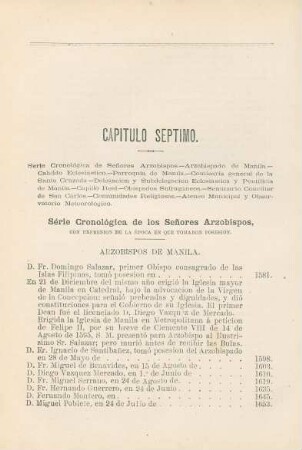 CAPITULO SEPTIMO.
Serie Cronológica de Señores Arzobispos.—Arzobispado de Manila.—
Cabildo Eclesiastico.—Parroquia de Moneda.—Comisaría general de la
Santa Cruzada.—Delegacion y Subdelegacion Eclesiastica y Pontificia
de Manila.—Capilla Real.—Obispados Sufragáneos.—Seminario Conciliar
de San Carlos.—Comunidades Religiosas.—Ateneo Municipal y Obser-
vatorio Meteorológico.
Série Cronológica de los Señores Arzobispos,
CON EXPRESION DE LA ÉPOCA EN QUE TOMARON POSESION.
ARZOBISPOS DE MANILA.
D. Fr. Domingo Salazar, primer Obispo consagrado de las
Islas Filipinas, tomó posesion en . 1581.
En 21 de Diciembre del mismo año erigió la Iglesia mayor
de Manila en Catedral, bajo la advocacion de la Virgen
de la Concepcion: señaló prebendas y dignidades, y dió
constituciones para el Gobierno de su Iglesia. El primer
Dean fué el licenciado D. Diego Vazquez de Mercado.
Erigida la Iglesia de Manila en Metropolitana á peticion
de Felipe II, por su breve de Clemente VIII de 14 de
Agosto de 1595, S. M. presentó para Arzobispo al Ilustrísi-
mo Sr. Salazar; pero murió antes de recibir las Bulas.
D. Fr. Ignacio de Santibañez, tomó posesion del Arzobispado
en 28 de Mayo de . 1598.
D. Fr. Miguel de Benavides, en 15 de Agosto de . 1603.
D. Diego Vazquez Mercado, en 1.º de Junio de . 1610.
D. Fr. Miguel Serrano, en 24 de Agosto de . 1619.
D. Fr. Hernando Guerrero, en 24 de Junio de . 1635.
D. Fernando Montero, en . 1645.
D. Miguel Poblete, en 24 de Julio de . 1653.